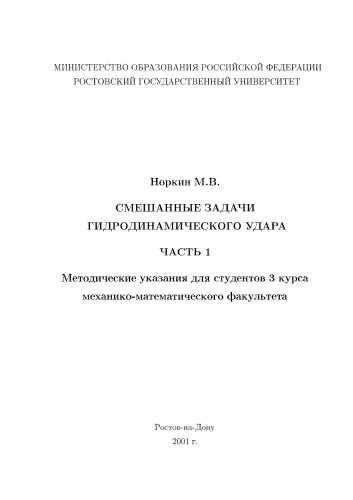 МИНИСТЕРСТВО ОБРАЗОВАНИЯ РОССИЙСКОЙ ФЕДЕРАЦИИ
РОСТОВСКИЙ ГОСУДАРСТВЕННЫЙ УНИВЕРСИТЕТ
Норкин М.В.
СМЕШАННЫЕ ЗАДАЧИ
ГИДРОДИНАМИЧЕСКОГО УДАРА
ЧАСТЬ 1
Методические указания для студентов 3 курса
механико-математического факультета
Ростов-на-Дону
2001 г.